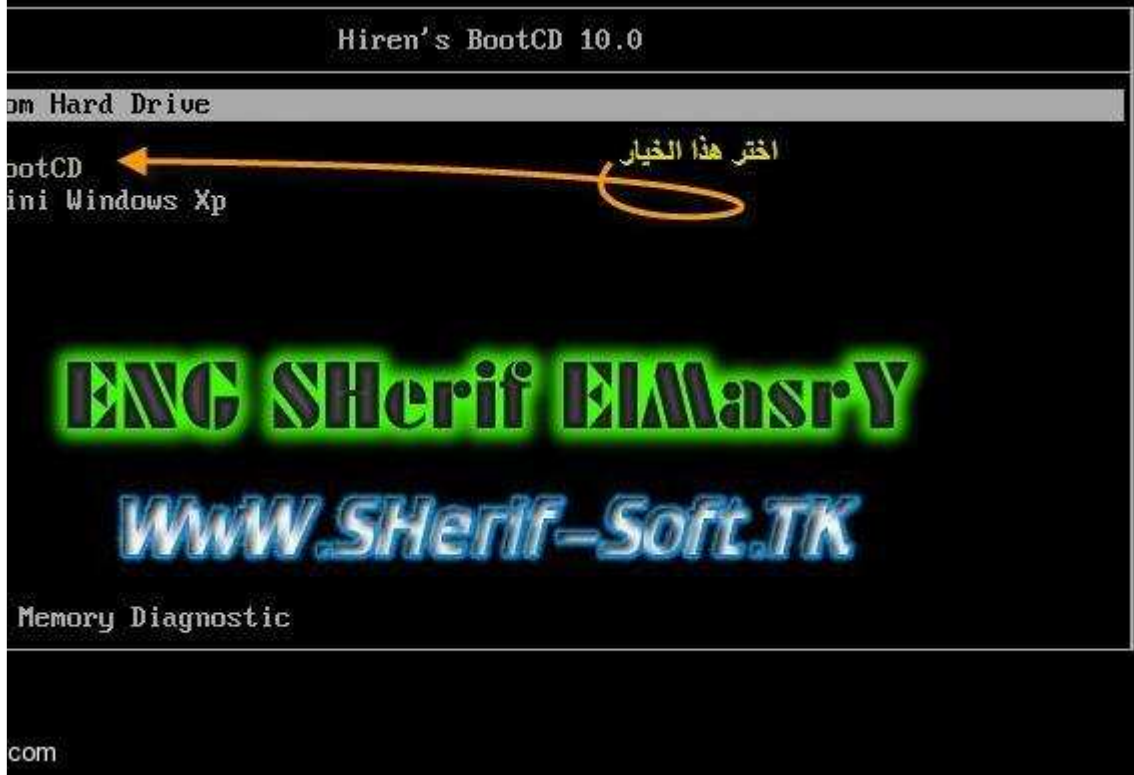 Hiren's BootCD 10.0
om Hard Drive
اختر هذا الخيار
ootCD
ini Windows Xp
ENG SHerif ElMasrY
WwW.SHerif-Soft.TK
Memory Diagnostic
com